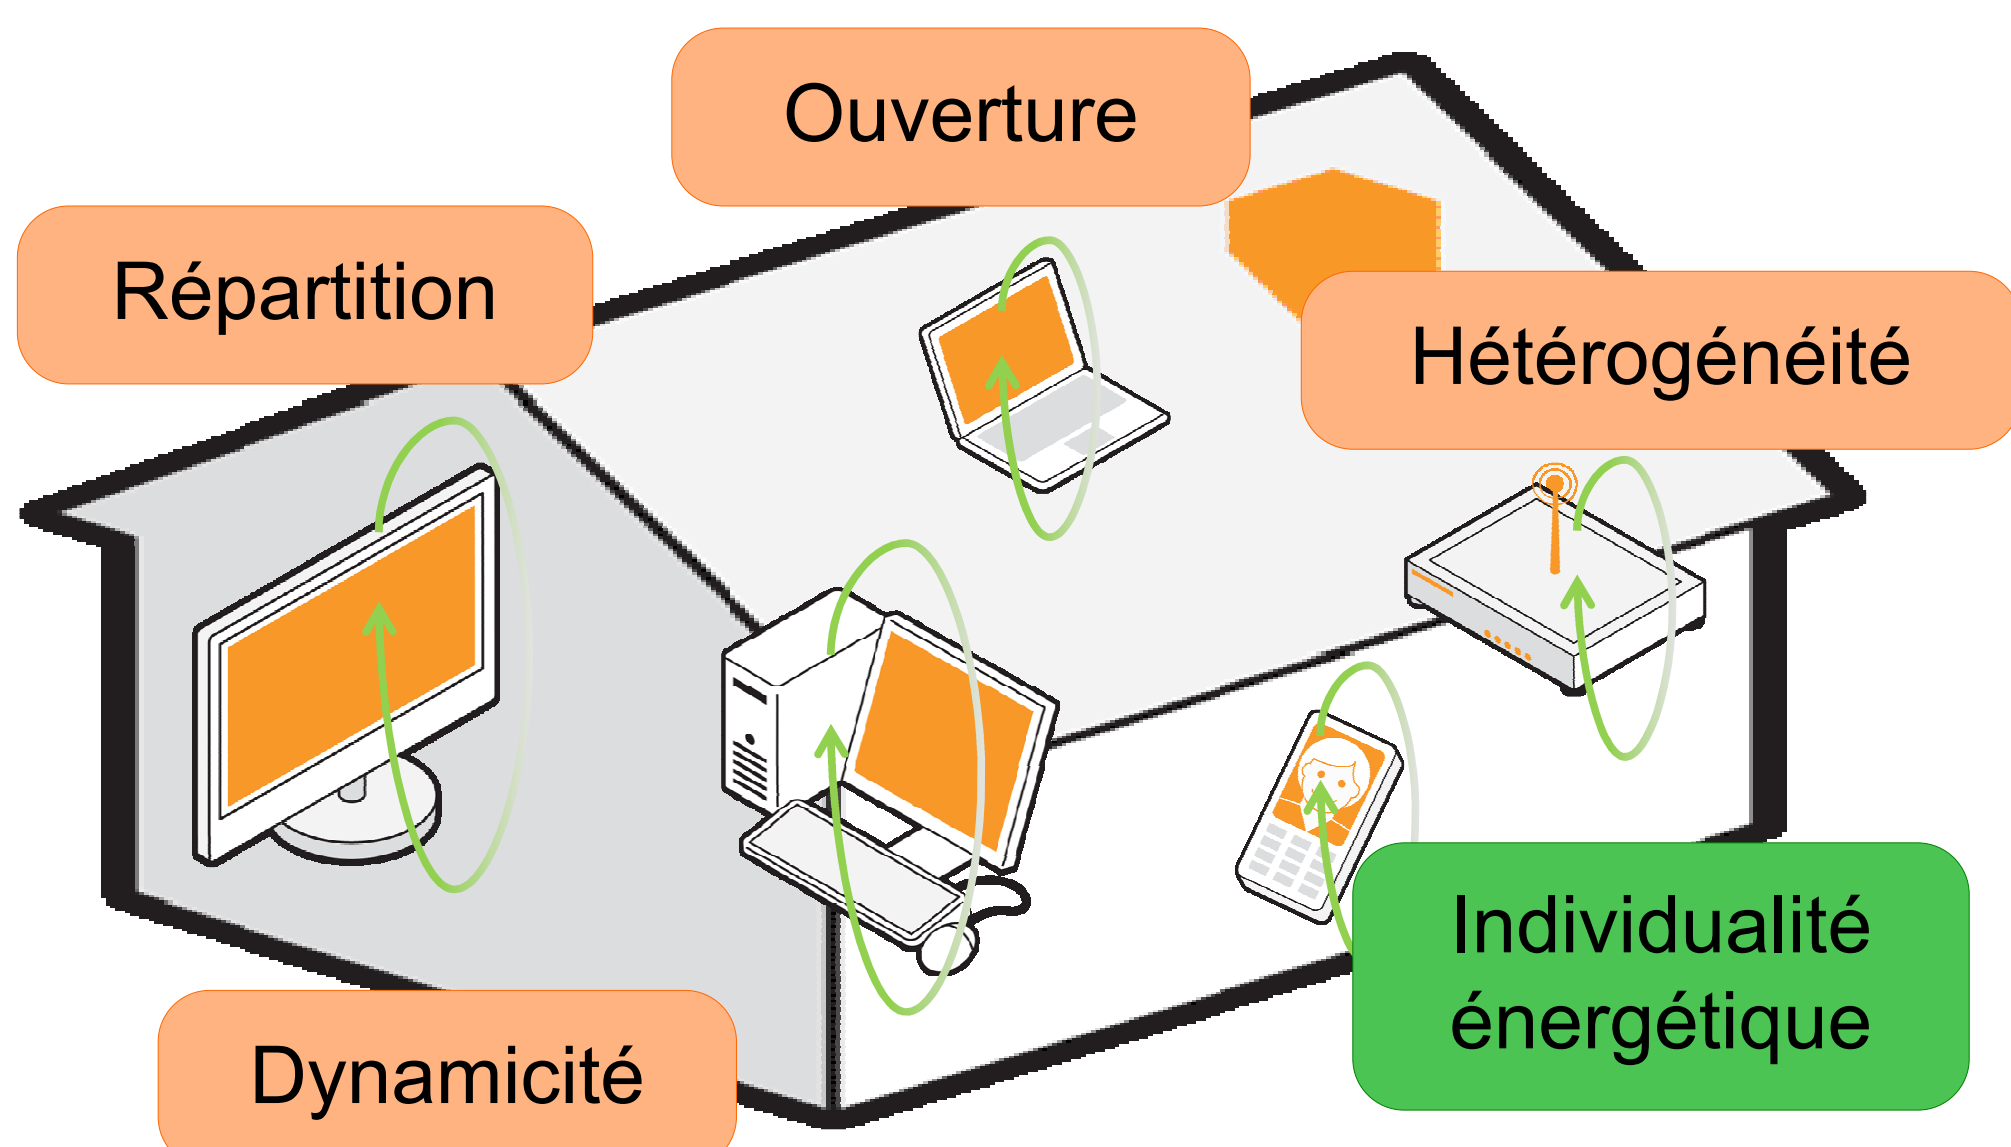 Ouverture
Répartition
Hétérogénéité
Individualité
énergétique
Dynamicité